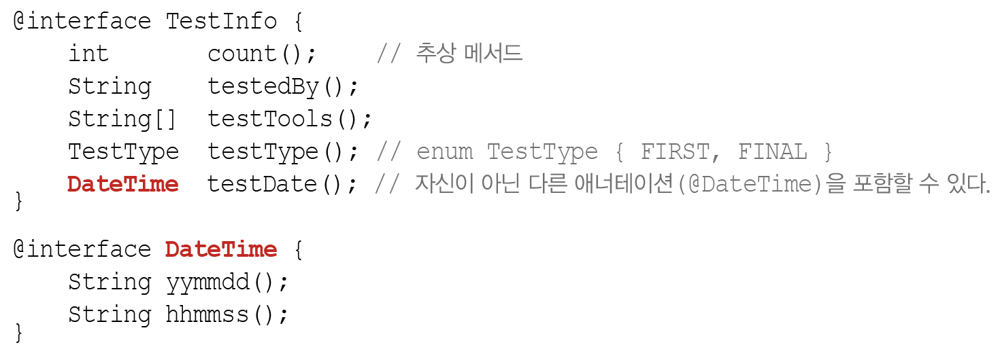 @interface TestInfo {
    int       count();    // 추상 메서드
    String    testedBy();
    String[]  testTools();
    TestType  testType(); // enum TestType { FIRST, FINAL }
    DateTime  testDate(); // 자신이 아닌 다른 애너테이션(@DateTime)을 포함할 수 있다.
}
@interface DateTime {
    String yymmdd();
    String hhmmss();
}